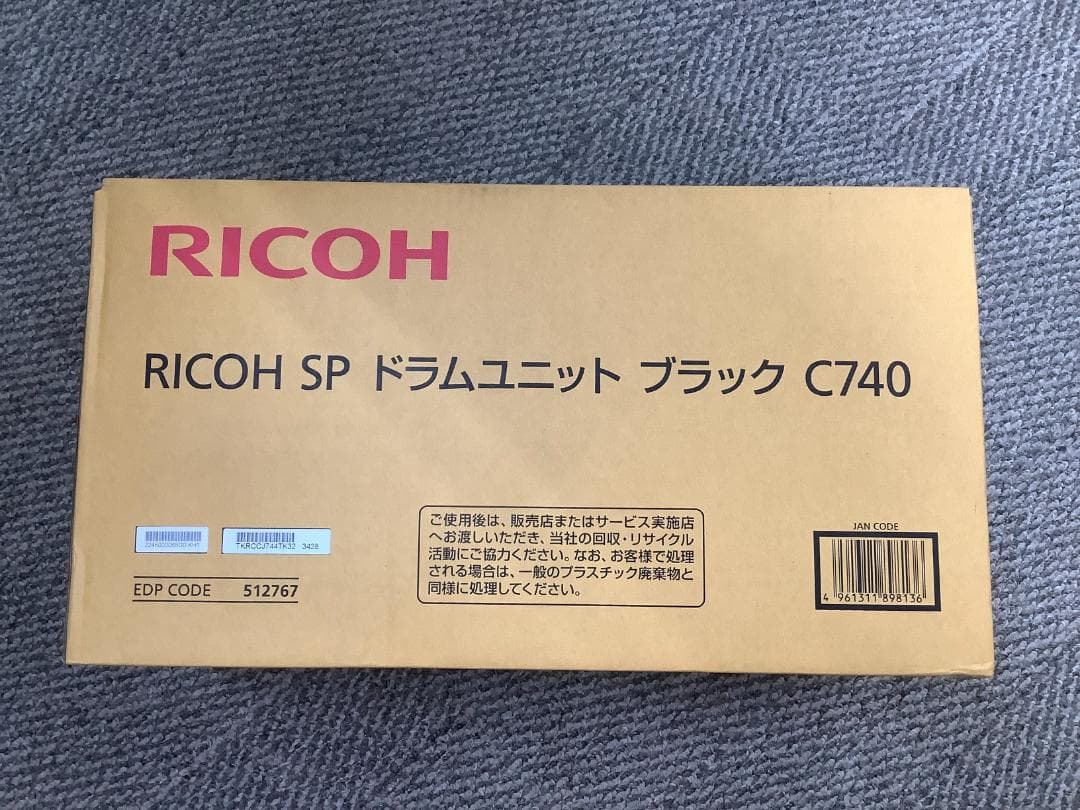 RICOH
RICOH SP ドラムユニット ブラック C740
ご使用後は、販売店またはサービス実施店
へお渡しいただき、当社の回収・リサイクル
活動にご協力ください。なお、お客様で処理
される場合は、一般のプラスチック廃棄物と
同様に処理してください。
TKRCCJ744TK32 3428
EDP CODE 512767
JAN CODE
4 961311 898136